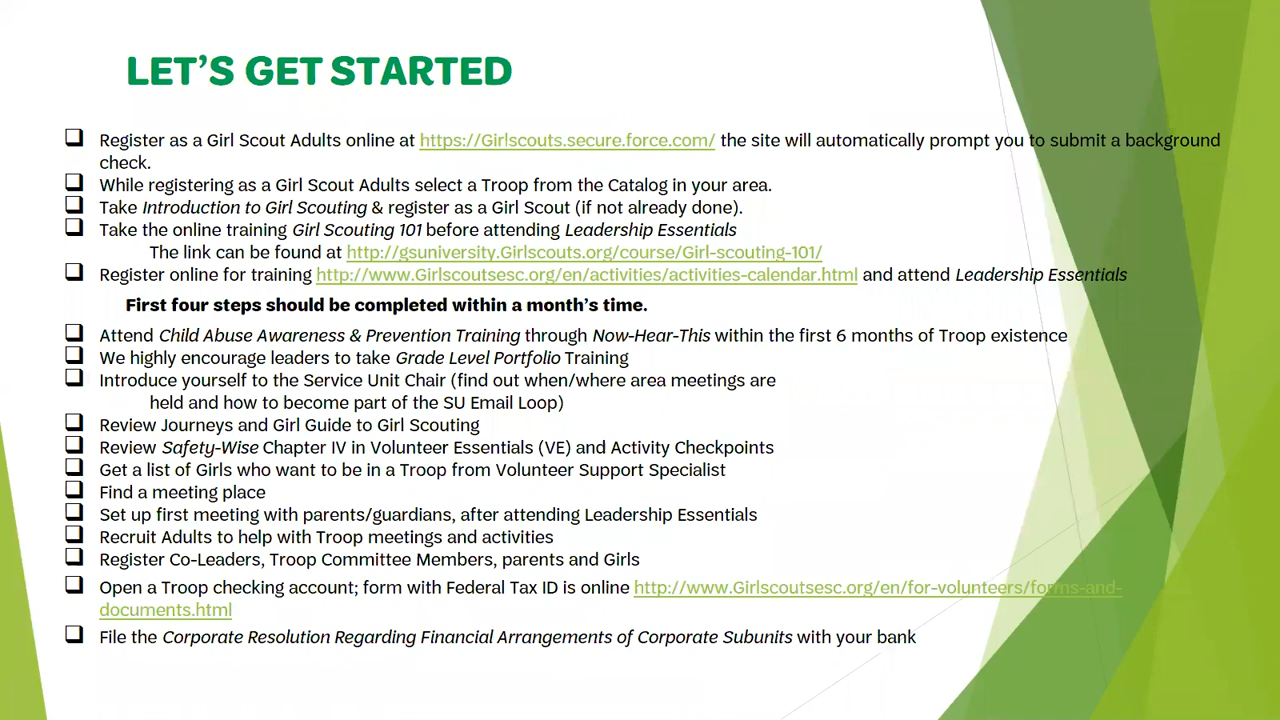 LET’S GET STARTED
❑ Register as a Girl Scout Adults online at https://Girlscouts.secure.force.com/ the site will automatically prompt you to submit a background
check.
❑ While registering as a Girl Scout Adults select a Troop from the Catalog in your area.
❑ Take Introduction to Girl Scouting & register as a Girl Scout (if not already done).
❑ Take the online training Girl Scouting 101 before attending Leadership Essentials
The link can be found at http://gsuniversity.Girlscouts.org/course/Girl-scouting-101/
❑ Register online for training http://www.Girlscoutsesc.org/en/activities/activities-calendar.html and attend Leadership Essentials
First four steps should be completed within a month’s time.
❑ Attend Child Abuse Awareness & Prevention Training through Now-Hear-This within the first 6 months of Troop existence
❑ We highly encourage leaders to take Grade Level Portfolio Training
❑ Introduce yourself to the Service Unit Chair (find out when/where area meetings are
held and how to become part of the SU Email Loop)
❑ Review Journeys and Girl Guide to Girl Scouting
❑ Review Safety-Wise Chapter IV in Volunteer Essentials (VE) and Activity Checkpoints
❑ Get a list of Girls who want to be in a Troop from Volunteer Support Specialist
❑ Find a meeting place
❑ Set up first meeting with parents/guardians, after attending Leadership Essentials
❑ Recruit Adults to help with Troop meetings and activities
❑ Register Co-Leaders, Troop Committee Members, parents and Girls
❑ Open a Troop checking account; form with Federal Tax ID is online http://www.Girlscoutsesc.org/en/for-volunteers/forms-and-
documents.html
❑ File the Corporate Resolution Regarding Financial Arrangements of Corporate Subunits with your bank